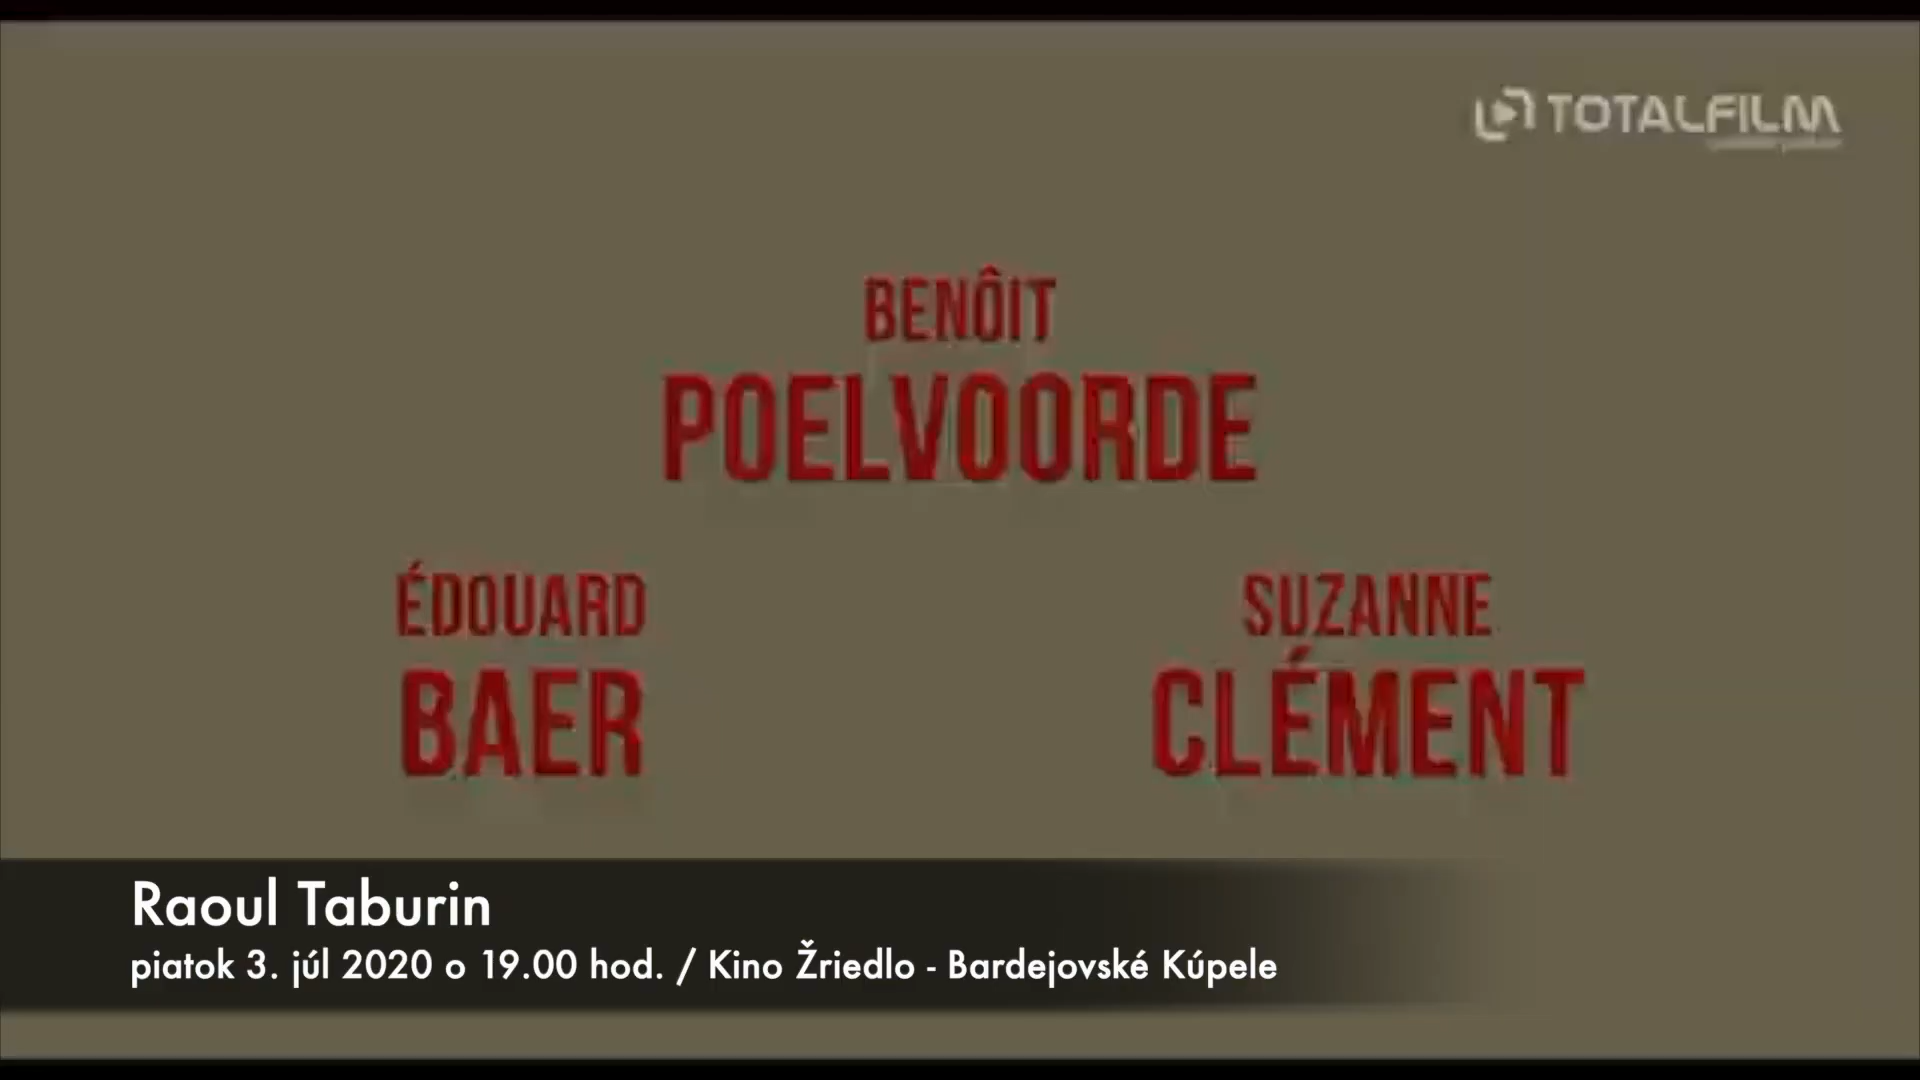 TOTALFILM
BENÔIT
POELVOORDE
ÉDOUARD
BAER
SUZANNE
CLÉMENT
Raoul Taburin
piatok 3. júl 2020 o 19.00 hod. / Kino Žriedlo - Bardejovské Kúpele